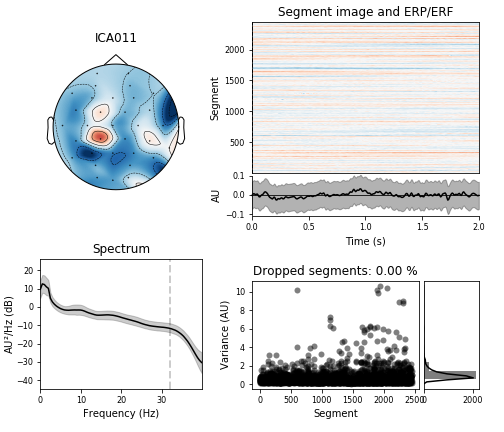 ICA011
Segment image and ERP/ERF
Segment
2000
1500
1000
500
AU
0.1
0.0
−0.1
0.0 0.5 1.0 1.5 2.0
Time (s)
Spectrum
AU²/Hz (dB)
20
10
0
−10
−20
−30
−40
0 10 20 30
Frequency (Hz)
Dropped segments: 0.00 %
Variance (AU)
10
8
6
4
2
0
0 500 1000 1500 2000 2500
Segment
0 2000